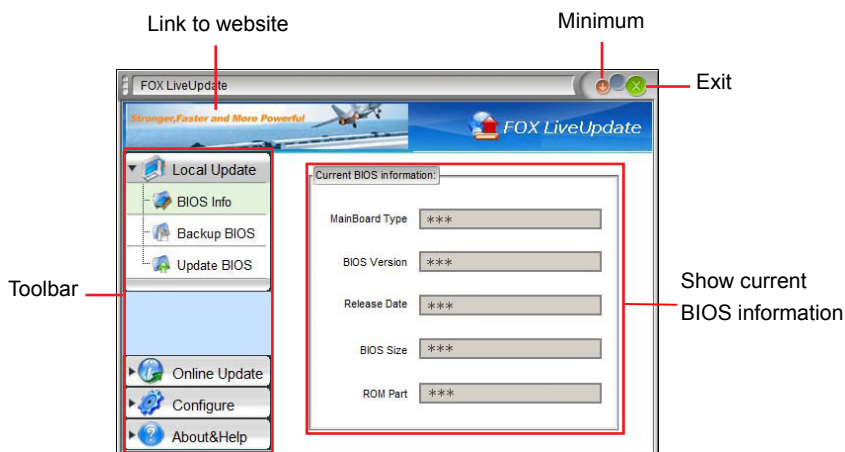 Link to website
Minimum
Exit
FOX LiveUpdate
Stronger,Faster and More Powerful
FOX LiveUpdate
Local Update
BIOS Info
Backup BIOS
Update BIOS
Toolbar
Online Update
Configure
About&Help
Current BIOS information:
MainBoard Type ***
BIOS Version ***
Release Date ***
BIOS Size ***
ROM Part ***
Show current
BIOS information